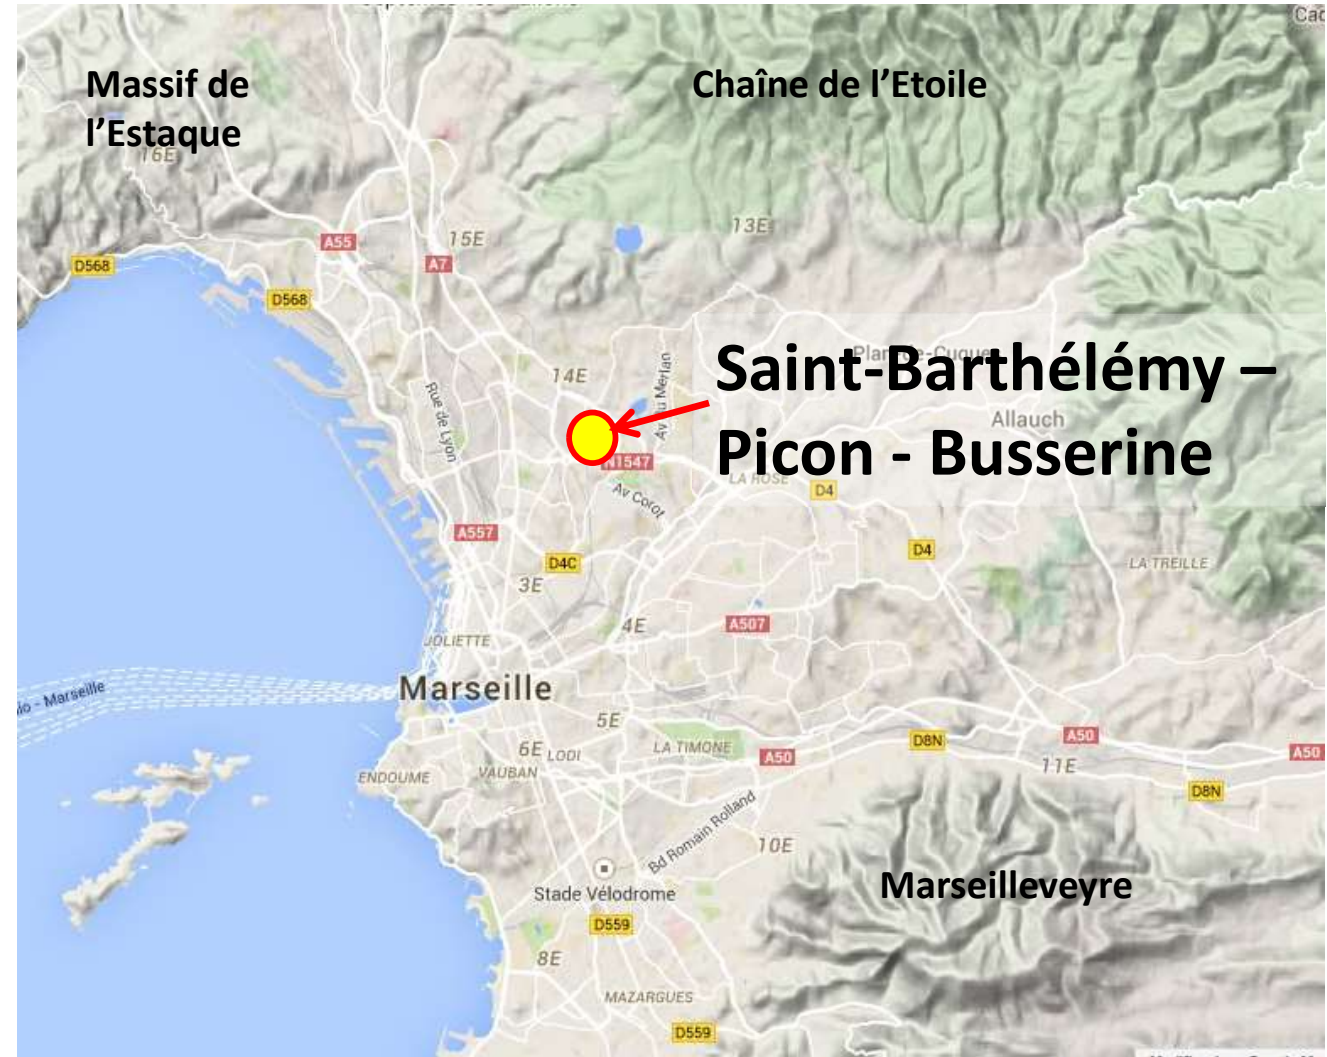 Massif de
l’Estaque
Chaîne de l’Etoile
16E
A55
15E
13E
A7
D568
D568
Saint-Barthélémy –
Picon - Busserine
14E
Rue de Lyon
Allauch
N1547
LA ROSE
D4
Av Corot
A557
D4
D4C
LA TREILLE
3E
A507
4E
JOLIETTE
Marseille
- Marseille
5E
6E
LODI
LA TIMONE
A50
D8N
A50
A50
11E
ENDOUME
VAUBAN
D8N
Bd Romain Rolland
10E
Marseilleveyre
Stade Vélodrome
D559
8E
MAZARGUES
D559